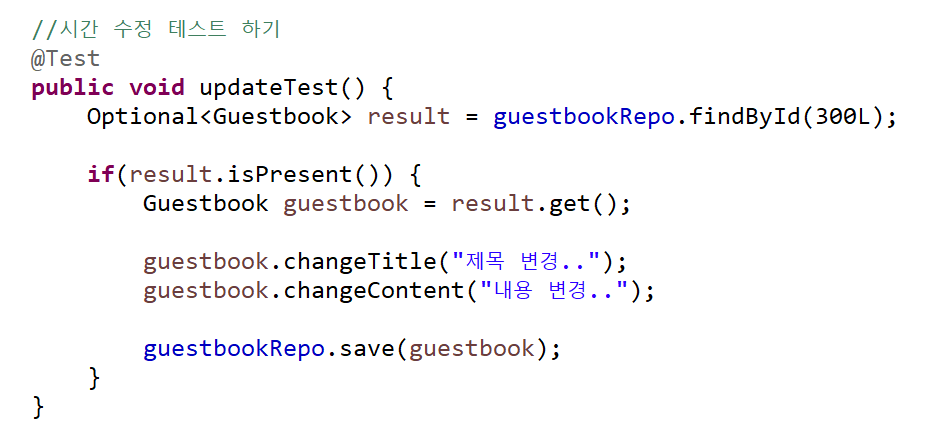 //시간 수정 테스트 하기
@Test
public void updateTest() {
    Optional<Guestbook> result = guestbookRepo.findById(300L);

    if(result.isPresent()) {
        Guestbook guestbook = result.get();

        guestbook.changeTitle("제목 변경..");
        guestbook.changeContent("내용 변경..");

        guestbookRepo.save(guestbook);
    }
}